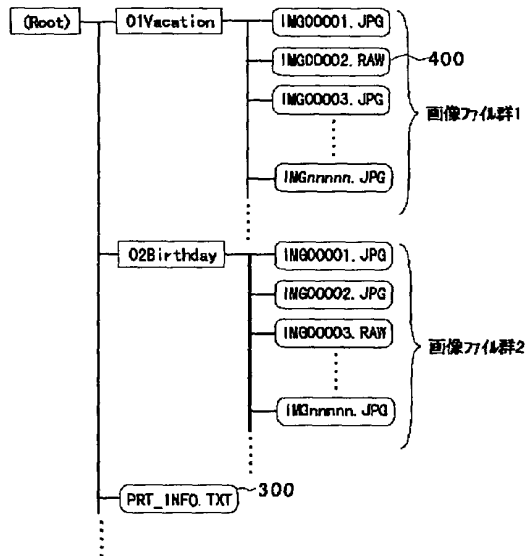 (Root)
01Vacation
IMG00001.JPG
IMG00002.RAW
400
IMG00003.JPG
画像ファイル群1
IMGnnnnn.JPG
02Birthday
IMG00001.JPG
IMG00002.JPG
IMG00003.RAW
画像ファイル群2
IMGnnnnn.JPG
PRT_INFO.TXT
300